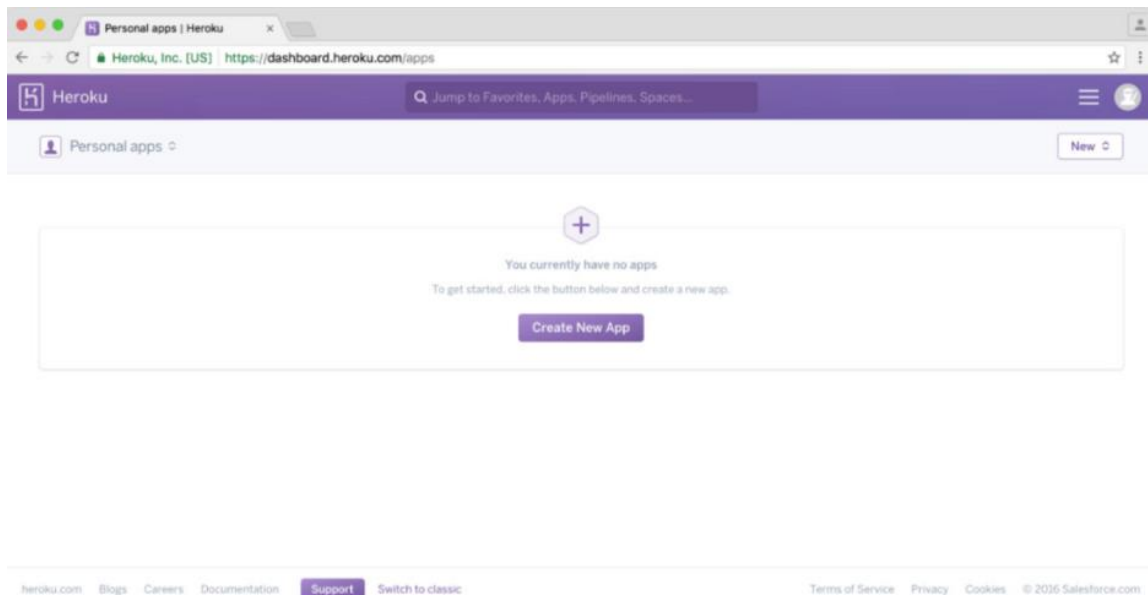 Personal apps | Heroku
Heroku, Inc. [US] https://dashboard.heroku.com/apps
Heroku
Jump to Favorites, Apps, Pipelines, Spaces...
Personal apps
New
You currently have no apps
To get started, click the button below and create a new app.
Create New App
heroku.com Blogs Careers Documentation Support Switch to classic Terms of Service Privacy Cookies © 2016 Salesforce.com